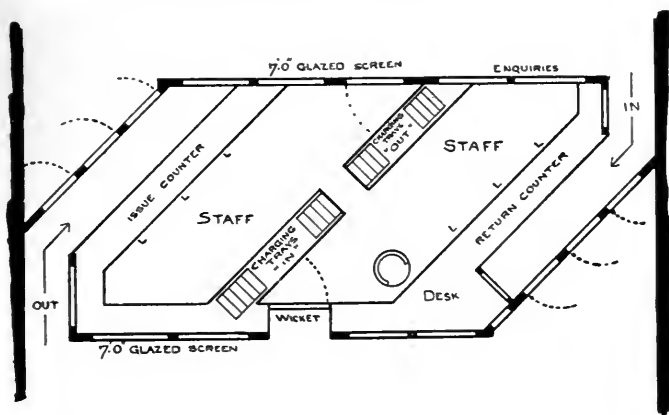 7'.0" GLAZED SCREEN
ENQUIRIES
IN
CHARGING
TRAYS
"OUT"
STAFF
ISSUE COUNTER
RETURN COUNTER
STAFF
CHARGING
TRAYS
"IN"
OUT
DESK
WICKET
7'.0" GLAZED SCREEN
L
L
L
L
L
L